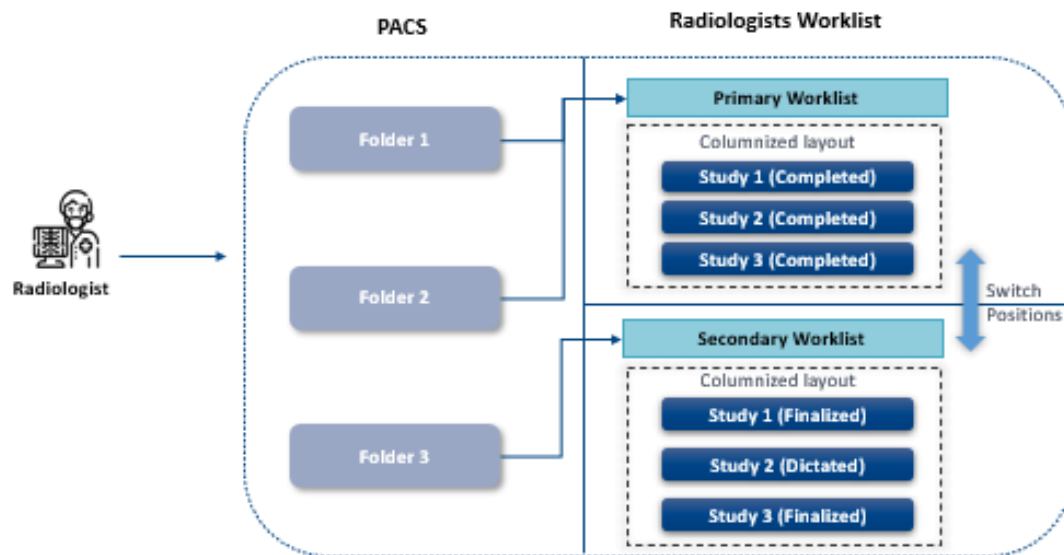 PACS
Radiologists Worklist
Folder 1
Folder 2
Folder 3
Radiologist
Primary Worklist
Columnized layout
Study 1 (Completed)
Study 2 (Completed)
Study 3 (Completed)
Switch
Positions
Secondary Worklist
Columnized layout
Study 1 (Finalized)
Study 2 (Dictated)
Study 3 (Finalized)